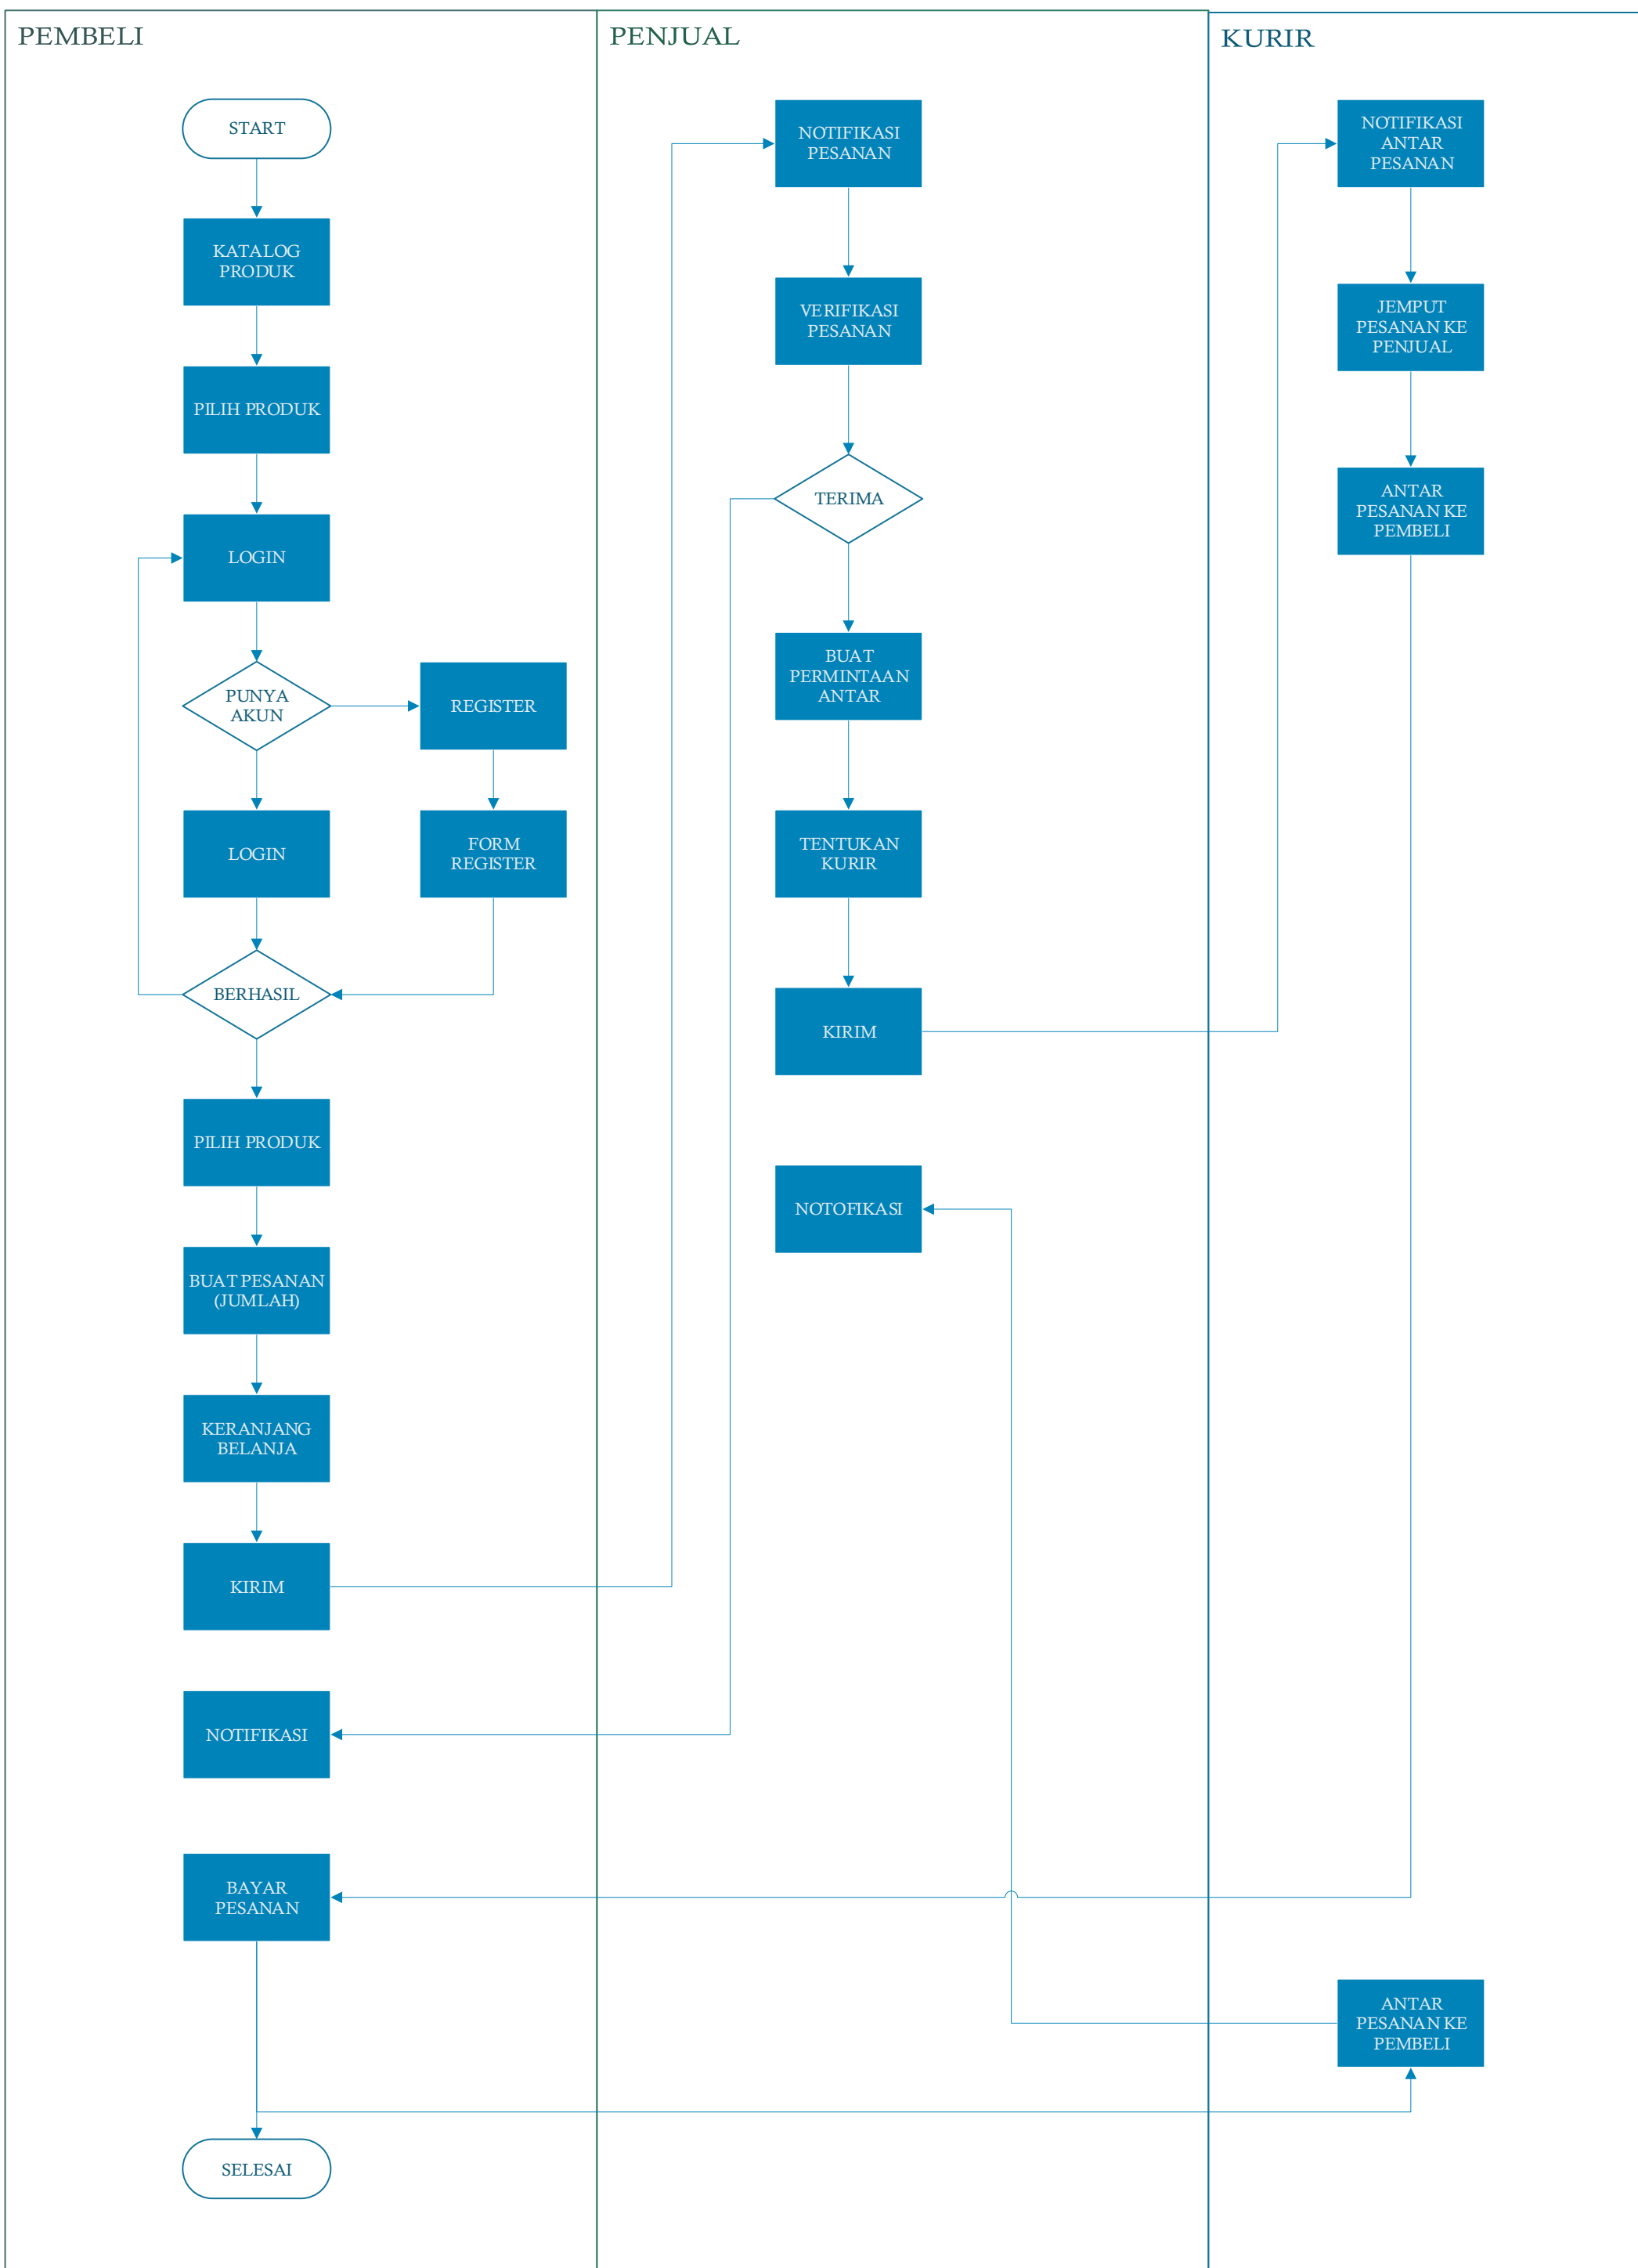 PEMBELI
START
KATALOG
PRODUK
PILIH PRODUK
LOGIN
PUNYA
AKUN
REGISTER
LOGIN
FORM
REGISTER
BERHASIL
PILIH PRODUK
BUAT PESANAN
(JUMLAH)
KERANJANG
BELANJA
KIRIM
NOTIFIKASI
BAYAR
PESANAN
SELESAI
PENJUAL
NOTIFIKASI
PESANAN
VERIFIKASI
PESANAN
TERIMA
BUAT
PERMINTAAN
ANTAR
TENTUKAN
KURIR
KIRIM
NOTOFIKASI
KURIR
NOTIFIKASI
ANTAR
PESANAN
JEMPUT
PESANAN KE
PENJUAL
ANTAR
PESANAN KE
PEMBELI
ANTAR
PESANAN KE
PEMBELI